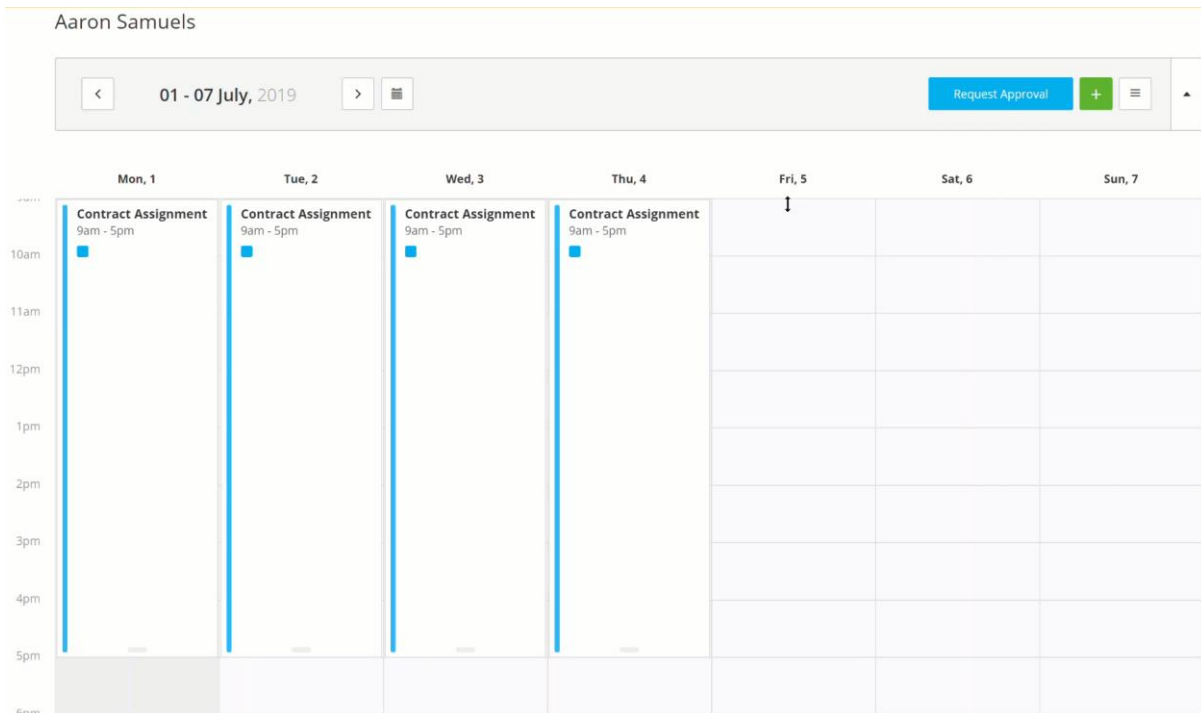 Aaron Samuels
01 - 07 July, 2019
Request Approval
Mon, 1 Tue, 2 Wed, 3 Thu, 4 Fri, 5 Sat, 6 Sun, 7
9am
Contract Assignment Contract Assignment Contract Assignment Contract Assignment
9am - 5pm 9am - 5pm 9am - 5pm 9am - 5pm
10am
11am
12pm
1pm
2pm
3pm
4pm
5pm
6pm